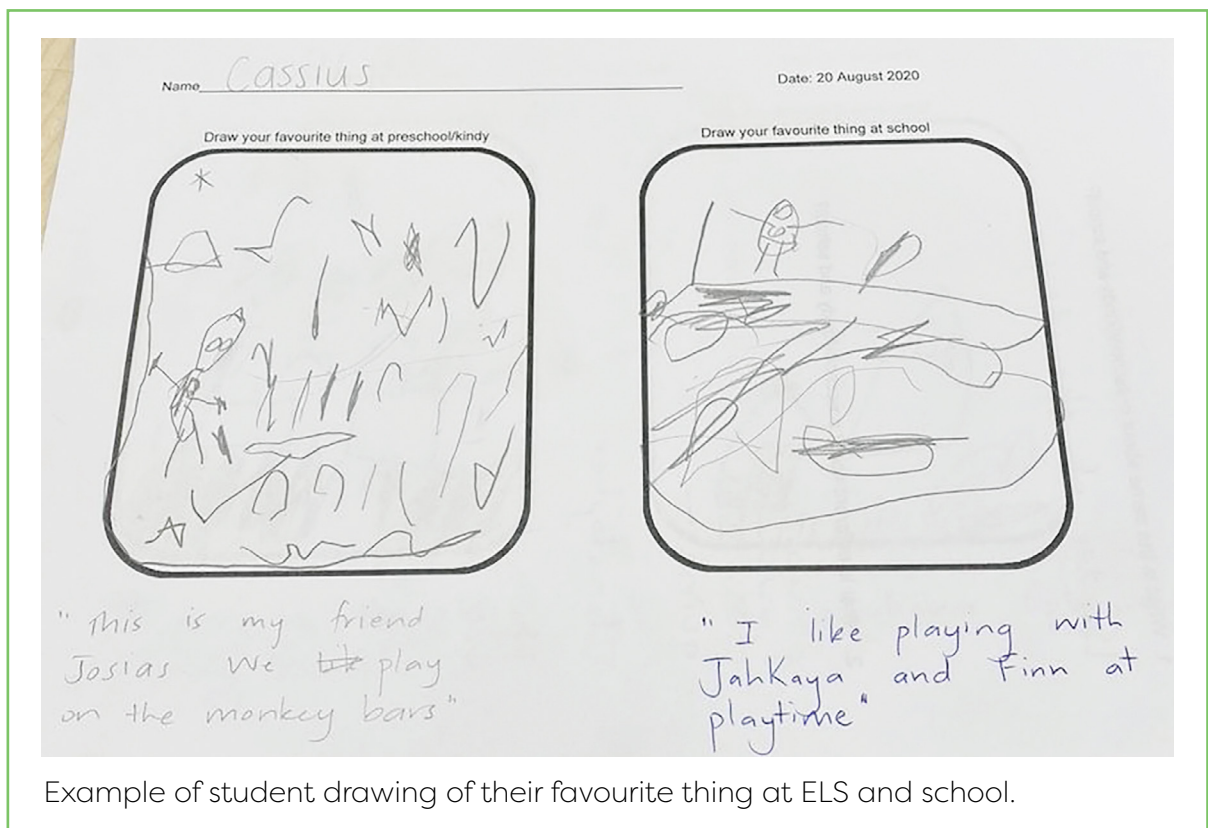 Name Cassius
Date: 20 August 2020
Draw your favourite thing at preschool/kindy
Draw your favourite thing at school
"This is my friend
Josias We play
on the monkey bars"
"I like playing with
JahKaya and Finn at
playtime"
Example of student drawing of their favourite thing at ELS and school.